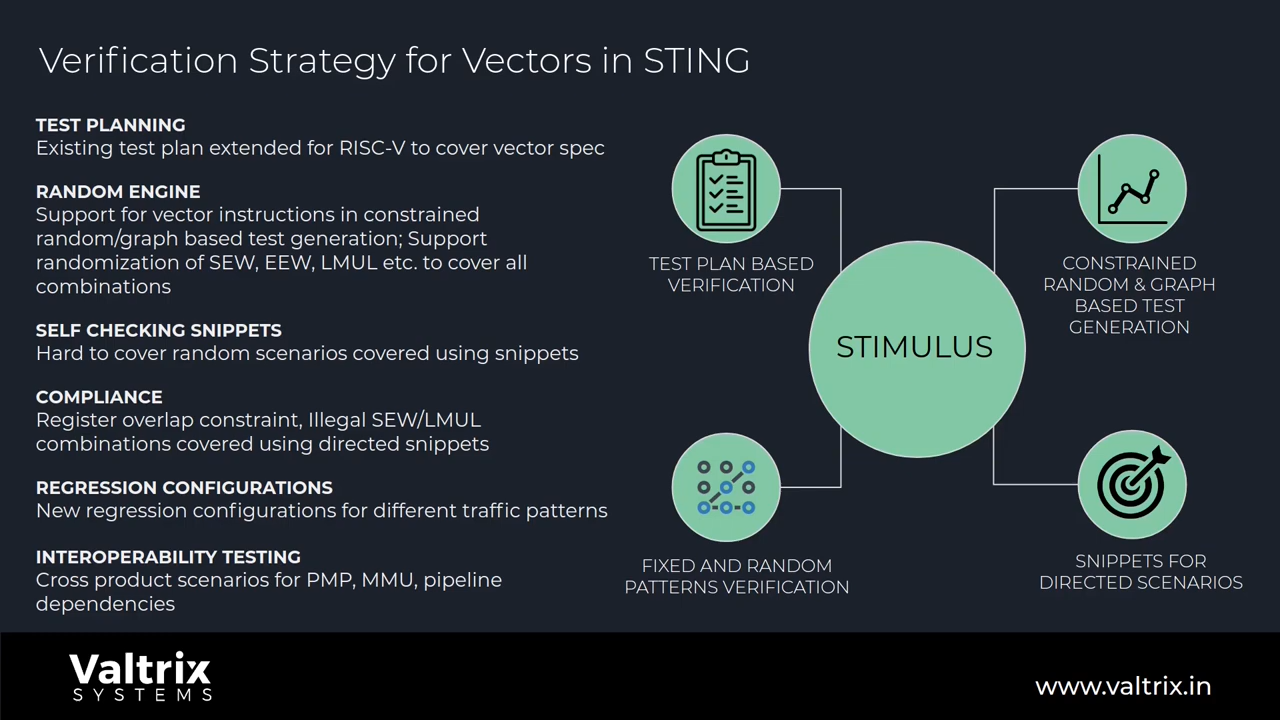 Verification Strategy for Vectors in STING
TEST PLANNING
Existing test plan extended for RISC-V to cover vector spec
RANDOM ENGINE
Support for vector instructions in constrained
random/graph based test generation; Support
randomization of SEW, EEW, LMUL etc. to cover all
combinations
SELF CHECKING SNIPPETS
Hard to cover random scenarios covered using snippets
COMPLIANCE
Register overlap constraint, Illegal SEW/LMUL
combinations covered using directed snippets
REGRESSION CONFIGURATIONS
New regression configurations for different traffic patterns
INTEROPERABILITY TESTING
Cross product scenarios for PMP, MMU, pipeline
dependencies
TEST PLAN BASED
VERIFICATION
CONSTRAINED
RANDOM & GRAPH
BASED TEST
GENERATION
STIMULUS
FIXED AND RANDOM
PATTERNS VERIFICATION
SNIPPETS FOR
DIRECTED SCENARIOS
Valtrix
SYSTEMS
www.valtrix.in